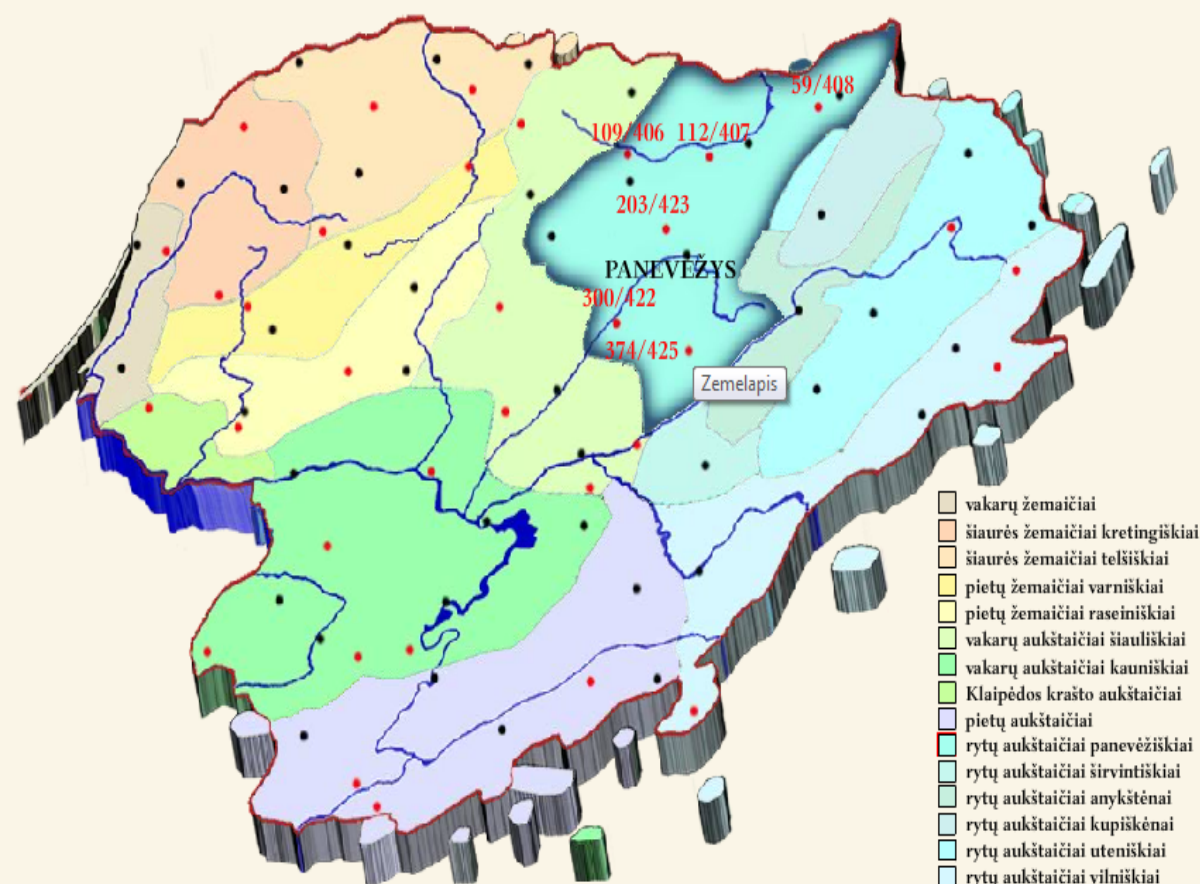 59/408
109/406 112/407
203/423
PANEVĖŽYS
300/422
374/425
Zemelapis
vakarų žemaičiai
šiaurės žemaičiai kretingiškiai
šiaurės žemaičiai telšiškiai
pietų žemaičiai varniškiai
pietų žemaičiai raseiniškiai
vakarų aukštaičiai šiauliškiai
vakarų aukštaičiai kauniškiai
Klaipėdos krašto aukštaičiai
pietų aukštaičiai
rytų aukštaičiai panevėžiškiai
rytų aukštaičiai širvintiškiai
rytų aukštaičiai anykštėnai
rytų aukštaičiai kupiškėnai
rytų aukštaičiai uteniškiai
rytų aukštaičiai vilniškiai